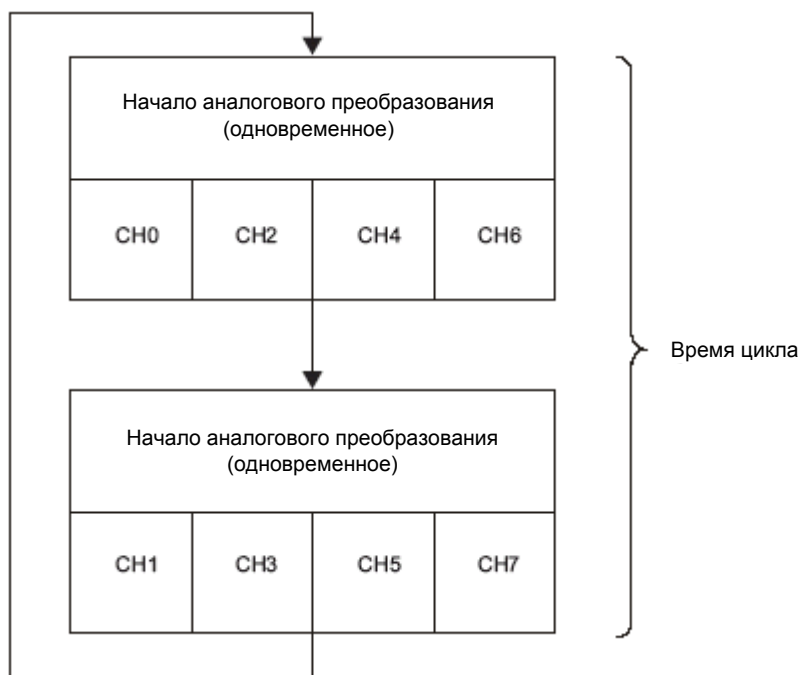 Начало аналогового преобразования
(одновременное)
CH0 CH2 CH4 CH6
Время цикла
Начало аналогового преобразования
(одновременное)
CH1 CH3 CH5 CH7